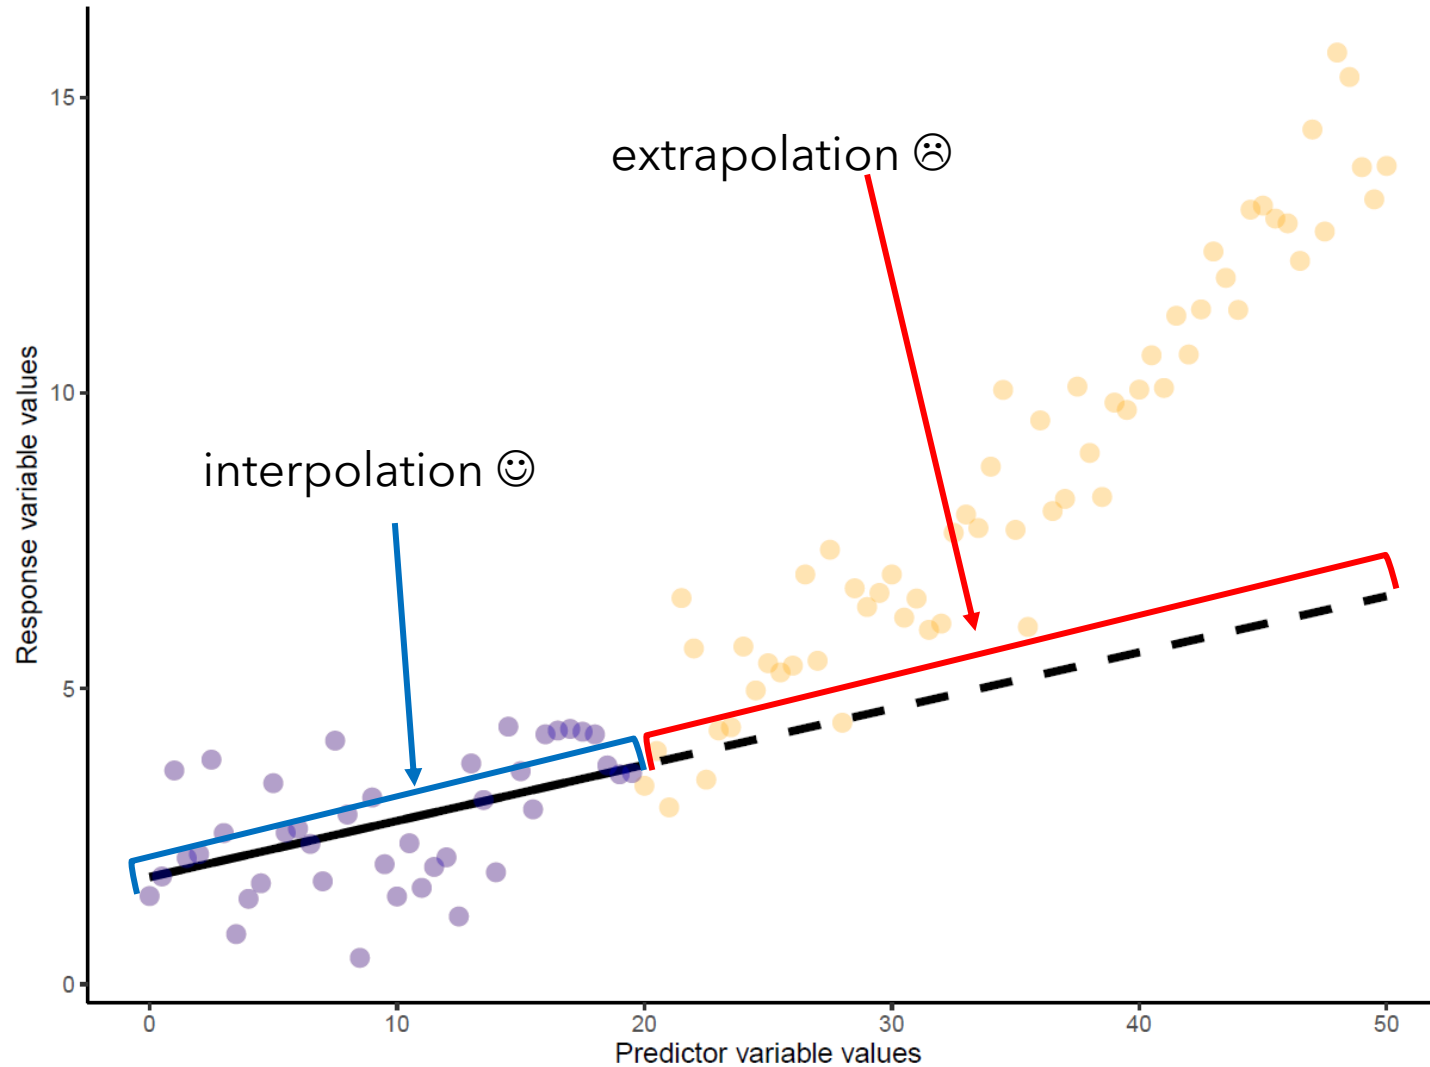 15
extrapolation ☹
10
Response variable values
interpolation ☺
5
0
0 10 20 30 40 50
Predictor variable values